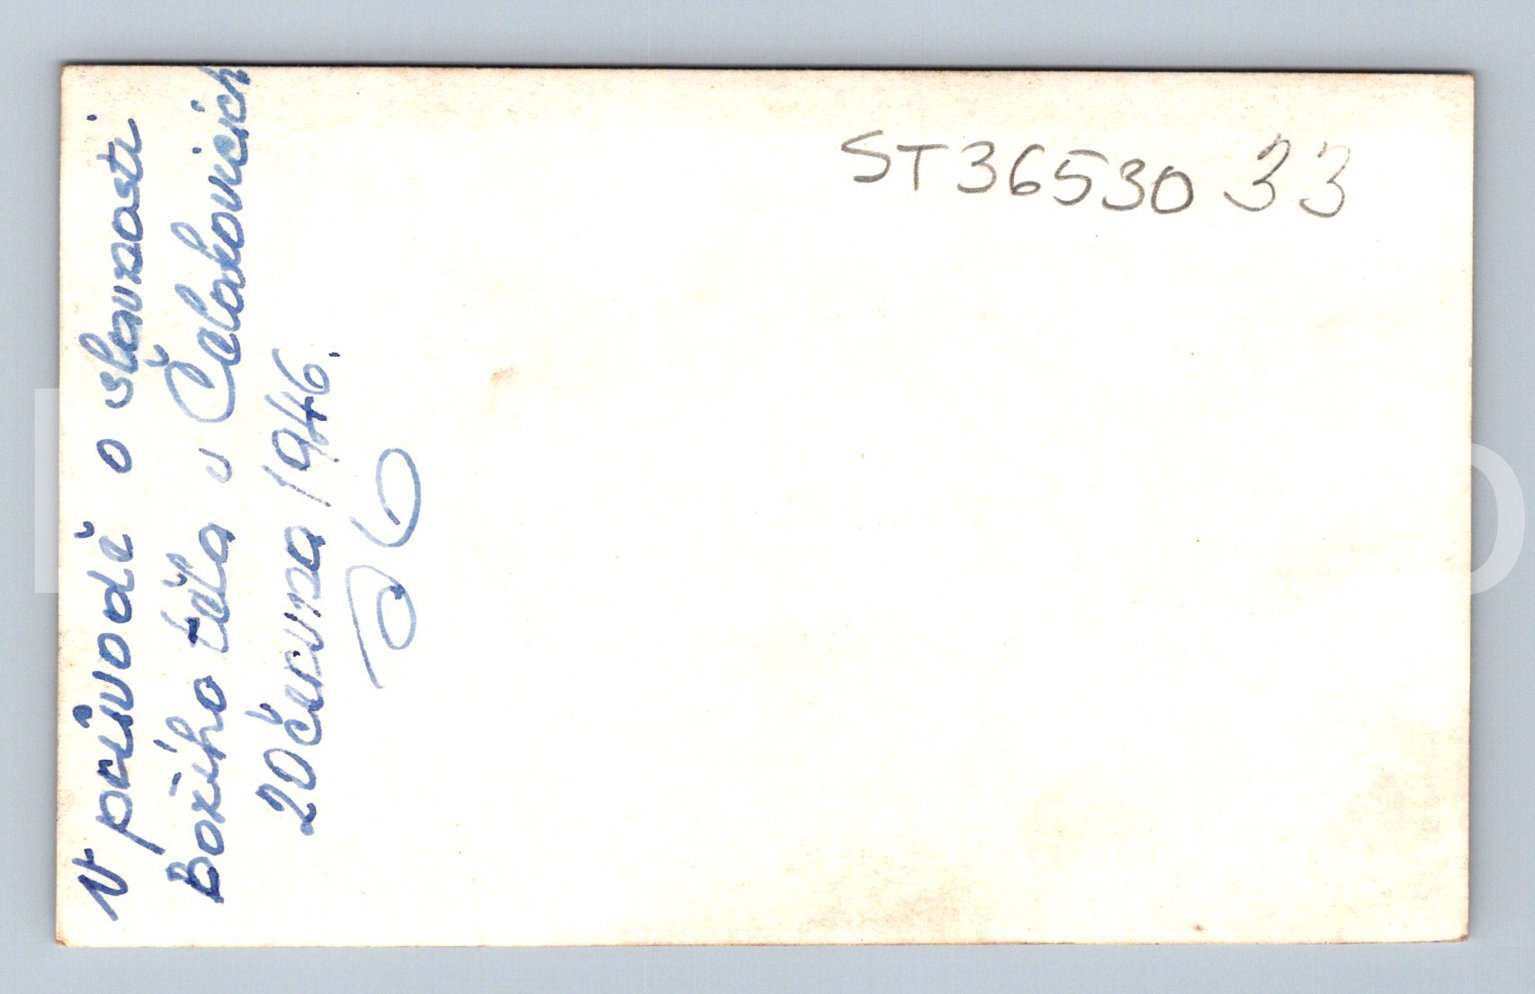 V průvodě o slavnosti
Božího těla v Čelakovicích
20 června 1946.
ST36530 33